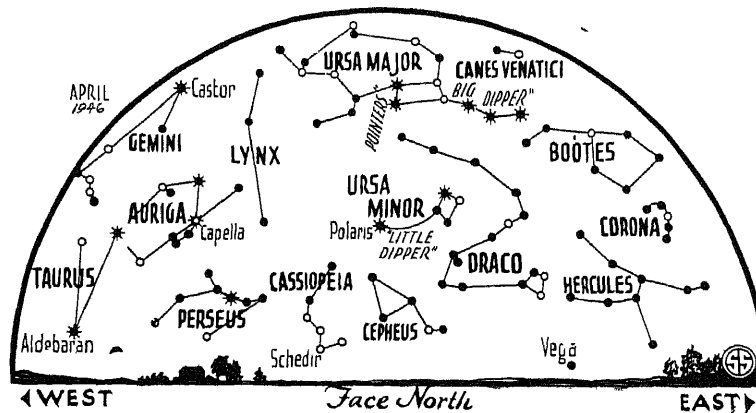 URSA MAJOR
CANES VENATICI
APRIL
1946
Castor
"POINTERS"
BIG
DIPPER"
GEMINI
LYNX
BOÖTES
URSA
MINOR
AURIGA
Capella
Polaris
"LITTLE
DIPPER"
CORONA
DRACO
TAURUS
CASSIOPEIA
HERCULES
PERSEUS
CEPHEUS
Aldebaran
Schedir
Vega
WEST
Face North
EAST